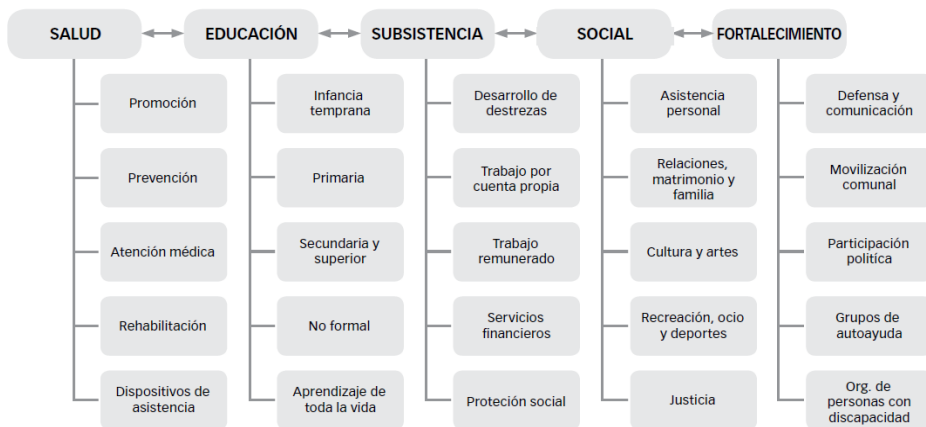 SALUD
EDUCACIÓN
SUBSISTENCIA
SOCIAL
FORTALECIMIENTO
Promoción
Prevención
Atención médica
Rehabilitación
Dispositivos de
asistencia
Infancia
temprana
Primaria
Secundaria y
superior
No formal
Aprendizaje de
toda la vida
Desarrollo de
destrezas
Trabajo por
cuenta propia
Trabajo
remunerado
Servicios
financieros
Proteción social
Asistencia
personal
Relaciones,
matrimonio y
familia
Cultura y artes
Recreación, ocio
y deportes
Justicia
Defensa y
comunicación
Movilización
comunal
Participación
politíca
Grupos de
autoayuda
Org. de
personas con
discapacidad